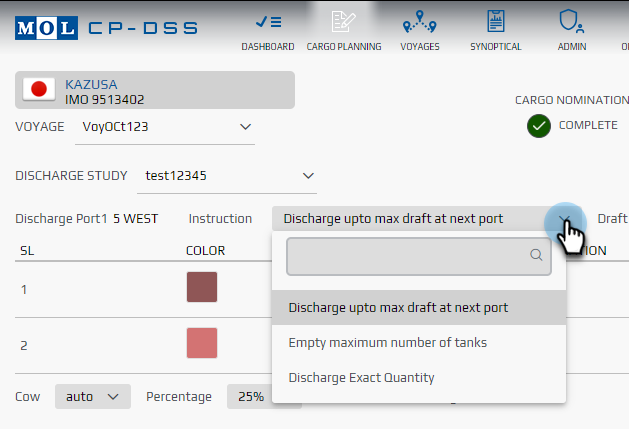 MOL CP-DSS
DASHBOARD CARGO PLANNING VOYAGES SYNOPTICAL ADMIN
KAZUSA
IMO 9513402
CARGO NOMINATION
VOYAGE VoyOCt123
COMPLETE
DISCHARGE STUDY test12345
Discharge Port1 5 WEST Instruction Discharge upto max draft at next port Draft
SL COLOR
1
2
Discharge upto max draft at next port
Empty maximum number of tanks
Discharge Exact Quantity
Cow auto Percentage 25%